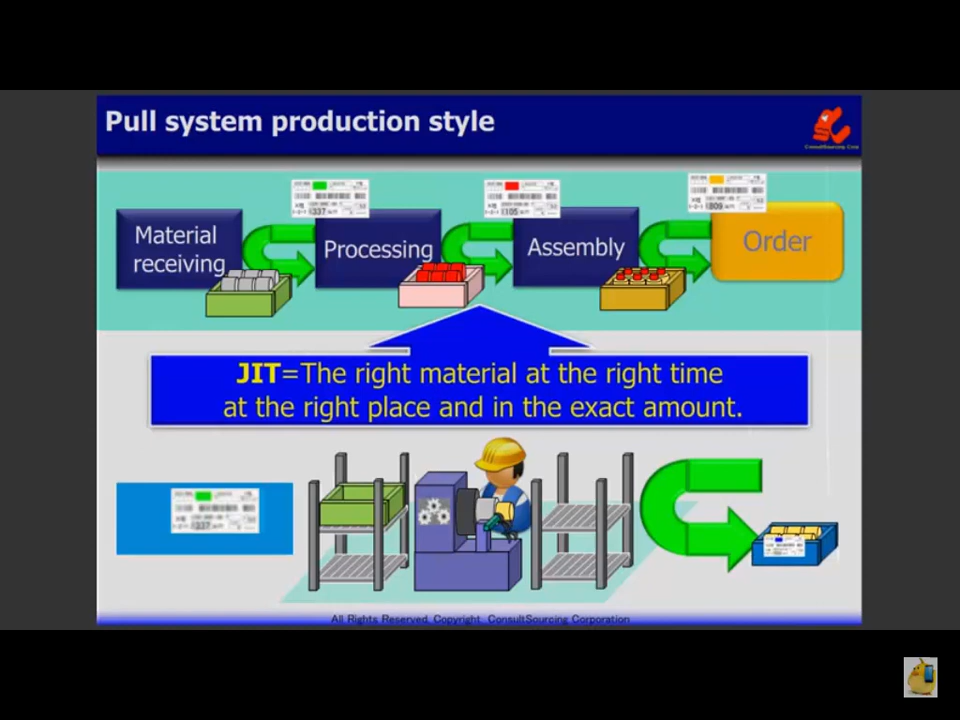 Pull system production style
ConsultSourcing Corp
Material
receiving
Processing
Assembly
Order
JIT=The right material at the right time
at the right place and in the exact amount.
All Rights Reserved. Copyright. ConsultSourcing Corporation